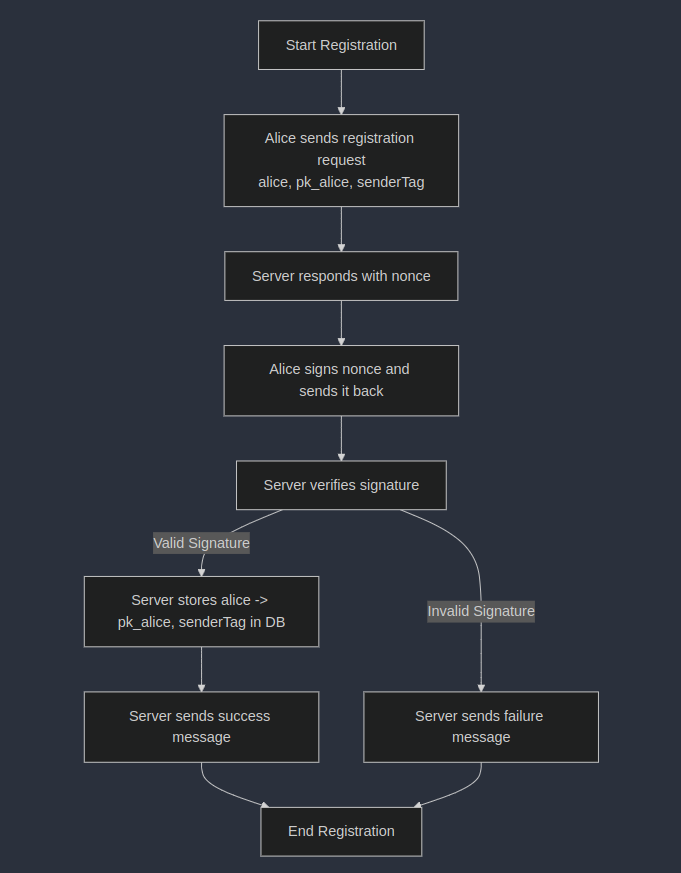 Start Registration
Alice sends registration
request
alice, pk_alice, senderTag
Server responds with nonce
Alice signs nonce and
sends it back
Server verifies signature
Valid Signature
Server stores alice ->
pk_alice, senderTag in DB
Invalid Signature
Server sends success
message
Server sends failure
message
End Registration